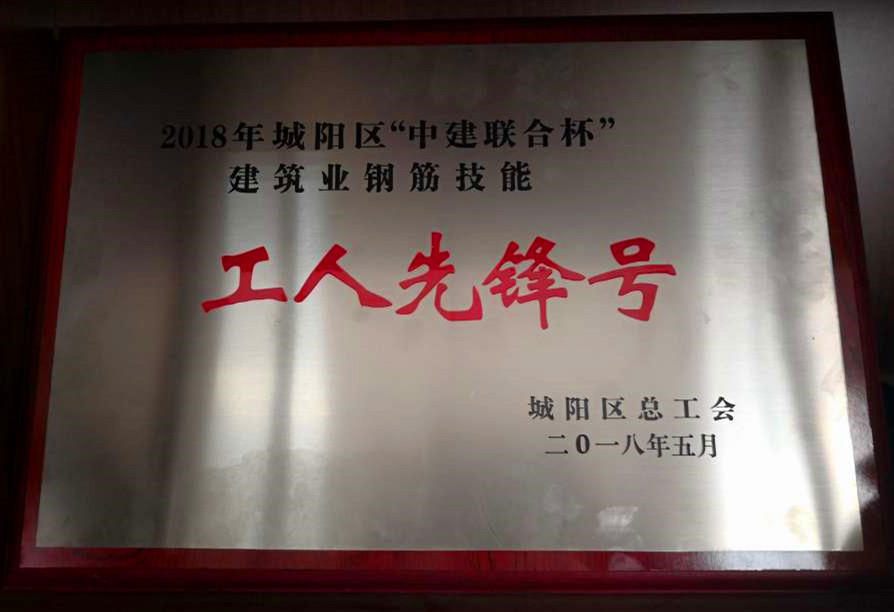 2018年城阳区“中建联合杯”
建筑业钢筋技能
工人先锋号
城阳区总工会
二0一八年五月